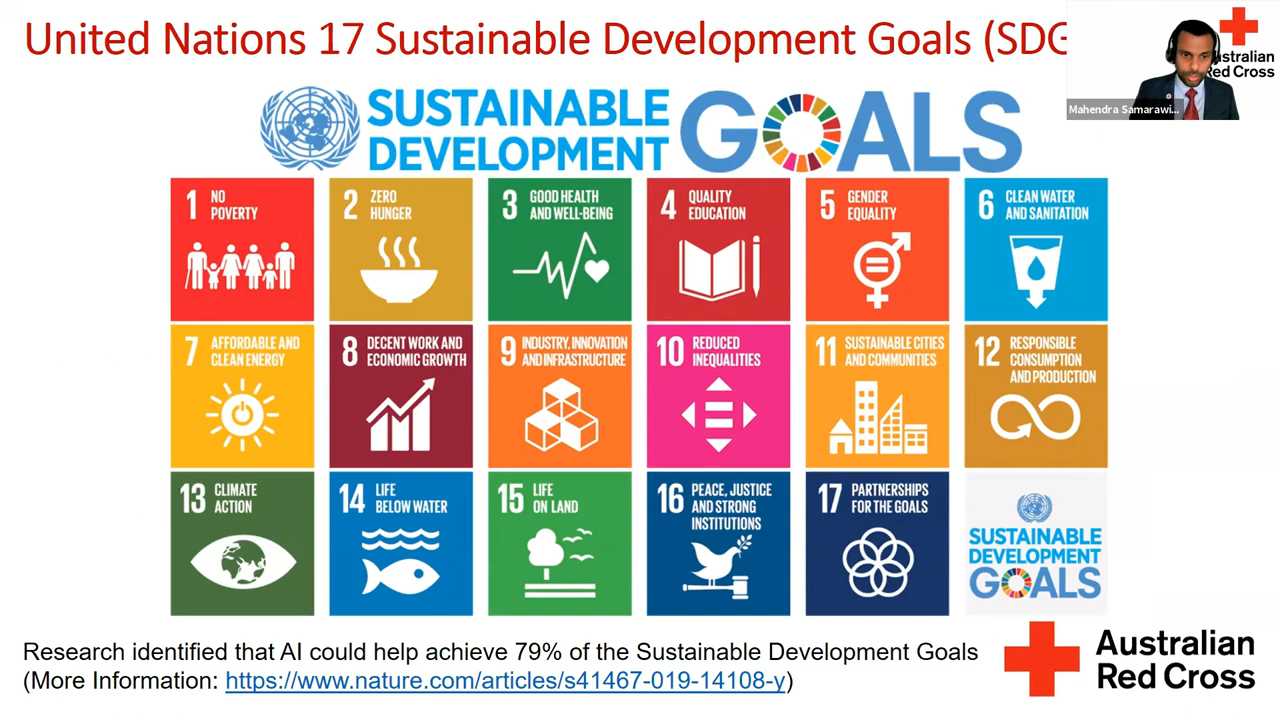 United Nations 17 Sustainable Development Goals (SDG
Australian
Red Cross
Mahendra Samarawi...
SUSTAINABLE
DEVELOPMENT
GOALS
1 NO
POVERTY
2 ZERO
HUNGER
3 GOOD HEALTH
AND WELL-BEING
4 QUALITY
EDUCATION
5 GENDER
EQUALITY
6 CLEAN WATER
AND SANITATION
7 AFFORDABLE AND
CLEAN ENERGY
8 DECENT WORK AND
ECONOMIC GROWTH
9 INDUSTRY, INNOVATION
AND INFRASTRUCTURE
10 REDUCED
INEQUALITIES
11 SUSTAINABLE CITIES
AND COMMUNITIES
12 RESPONSIBLE
CONSUMPTION
AND PRODUCTION
13 CLIMATE
ACTION
14 LIFE
BELOW WATER
15 LIFE
ON LAND
16 PEACE, JUSTICE
AND STRONG
INSTITUTIONS
17 PARTNERSHIPS
FOR THE GOALS
SUSTAINABLE
DEVELOPMENT
GOALS
Research identified that AI could help achieve 79% of the Sustainable Development Goals
(More Information: https://www.nature.com/articles/s41467-019-14108-y)
Australian
Red Cross